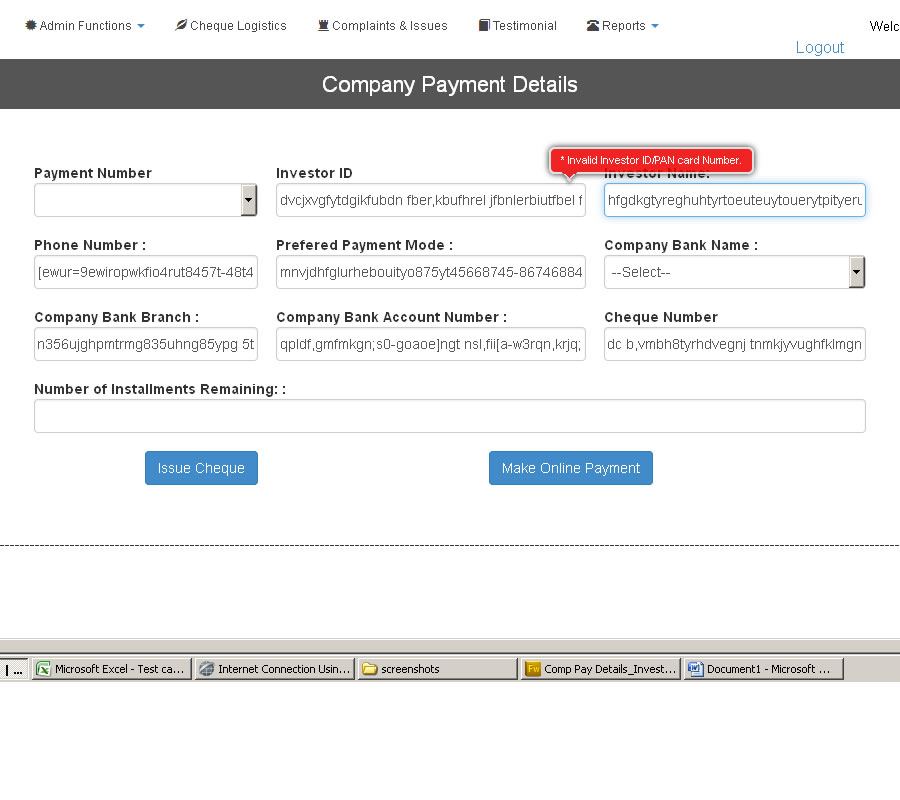 Admin Functions Cheque Logistics Complaints & Issues Testimonial Reports Welc
Logout
Company Payment Details
* Invalid Investor ID/PAN card Number.
Payment Number Investor ID Investor Name:
dvcjxvgfytdgikfubdn fber,kbufhrel jfbnlerbiutfbel f hfgdkgtyreghuhtyrtoeuteuytouerytpityeru
Phone Number : Prefered Payment Mode : Company Bank Name :
[ewur=9ewiropwkfio4rut8457t-48t4 mnvjdhfglurhebouityo875yt45668745-86746884 --Select--
Company Bank Branch : Company Bank Account Number : Cheque Number
n356ujghpmtrmg835uhng85ypg 5t qpldf,gmfmkgn;s0-goaoe]ngt nsl,fii[a-w3rqn,krjq; dc b,vmbh8tyrhdvegnj tnmkjyvughfklmgn
Number of Installments Remaining: :
Issue Cheque Make Online Payment
| ... Microsoft Excel - Test ca... Internet Connection Usin... screenshots Comp Pay Details_Invest... Document1 - Microsoft ...